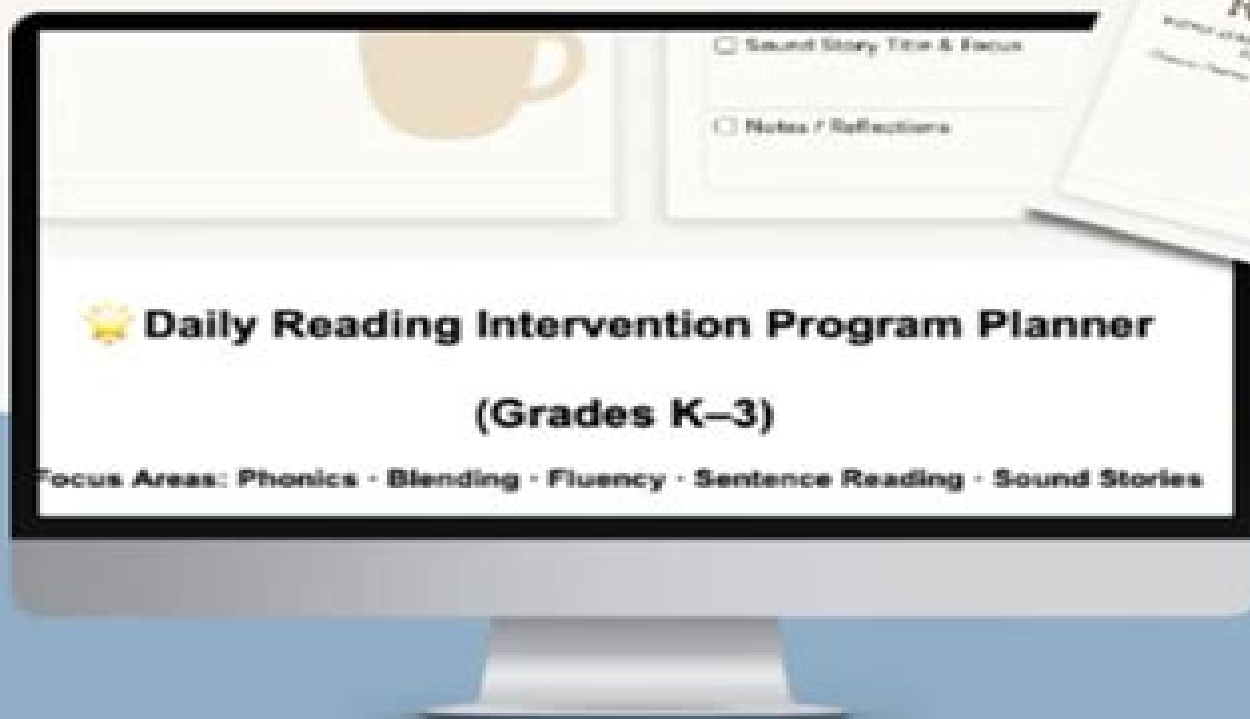 Sound Story Title & Focus
Notes / Reflections
🌟 Daily Reading Intervention Program Planner
(Grades K–3)
Focus Areas: Phonics · Blending · Fluency · Sentence Reading · Sound Stories